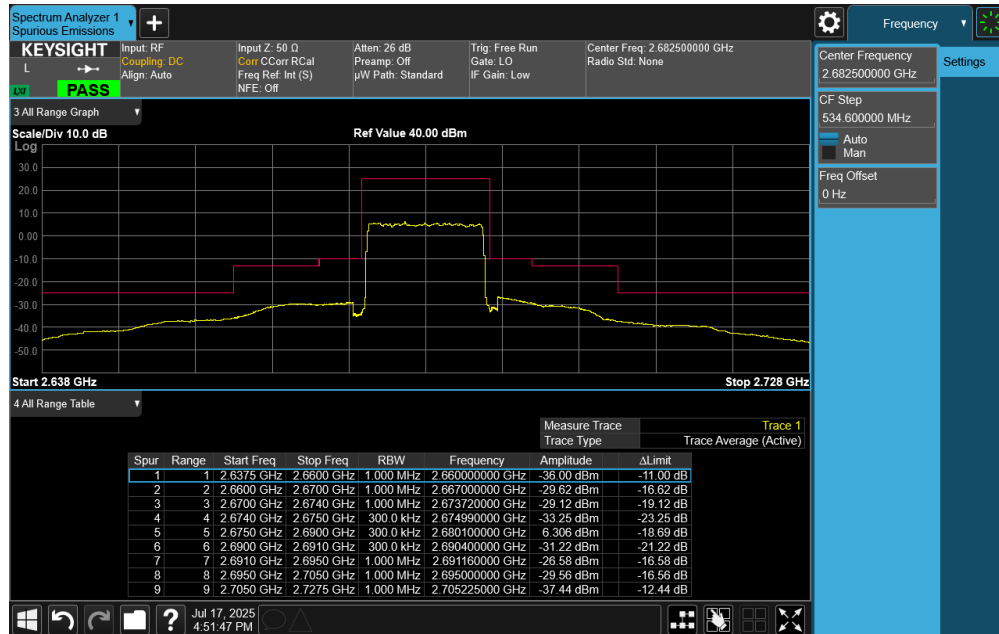 Spectrum Analyzer 1
Spurious Emissions
+
Frequency
KEYSIGHT
L
LXI
PASS
Input: RF
Coupling: DC
Align: Auto
Input Z: 50 Ω
Corr CCorr RCal
Freq Ref: Int (S)
NFE: Off
Atten: 26 dB
Preamp: Off
µW Path: Standard
Trig: Free Run
Gate: LO
IF Gain: Low
Center Freq: 2.682500000 GHz
Radio Std: None
Center Frequency
2.682500000 GHz
Settings
CF Step
534.600000 MHz
Auto
Man
Freq Offset
0 Hz
3 All Range Graph
Scale/Div 10.0 dB
Ref Value 40.00 dBm
Log
30.0
20.0
10.0
0.00
-10.0
-20.0
-30.0
-40.0
-50.0
Start 2.638 GHz
Stop 2.728 GHz
4 All Range Table
Measure Trace Trace 1
Trace Type Trace Average (Active)
Spur Range Start Freq Stop Freq RBW Frequency Amplitude ΔLimit
1 1 2.6375 GHz 2.6600 GHz 1.000 MHz 2.660000000 GHz -36.00 dBm -11.00 dB
2 2 2.6600 GHz 2.6700 GHz 1.000 MHz 2.667000000 GHz -29.62 dBm -16.62 dB
3 3 2.6700 GHz 2.6740 GHz 1.000 MHz 2.673720000 GHz -29.12 dBm -19.12 dB
4 4 2.6740 GHz 2.6750 GHz 300.0 kHz 2.674990000 GHz -33.25 dBm -23.25 dB
5 5 2.6750 GHz 2.6900 GHz 300.0 kHz 2.680100000 GHz 6.306 dBm -18.69 dB
6 6 2.6900 GHz 2.6910 GHz 300.0 kHz 2.690400000 GHz -31.22 dBm -21.22 dB
7 7 2.6910 GHz 2.6950 GHz 1.000 MHz 2.691160000 GHz -26.58 dBm -16.58 dB
8 8 2.6950 GHz 2.7050 GHz 1.000 MHz 2.695000000 GHz -29.56 dBm -16.56 dB
9 9 2.7050 GHz 2.7275 GHz 1.000 MHz 2.705225000 GHz -37.44 dBm -12.44 dB
?
Jul 17, 2025
4:51:47 PM